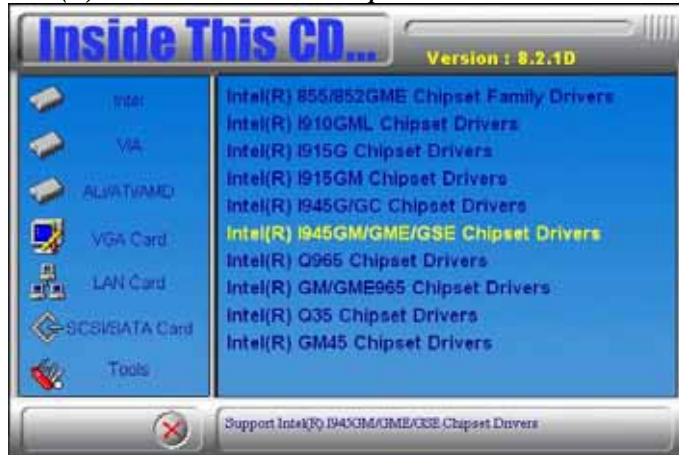 Inside This CD...
Version : 8.2.1D
Intel
VIA
ALI/ATI/AMD
VGA Card
LAN Card
SCSI/SATA Card
Tools
Intel(R) 855/852GME Chipset Family Drivers
Intel(R) I910GML Chipset Drivers
Intel(R) I915G Chipset Drivers
Intel(R) I915GM Chipset Drivers
Intel(R) I945G/GC Chipset Drivers
Intel(R) I945GM/GME/GSE Chipset Drivers
Intel(R) Q965 Chipset Drivers
Intel(R) GM/GME965 Chipset Drivers
Intel(R) Q35 Chipset Drivers
Intel(R) GM45 Chipset Drivers
Support Intel(R) I945GM/GME/GSE Chipset Drivers